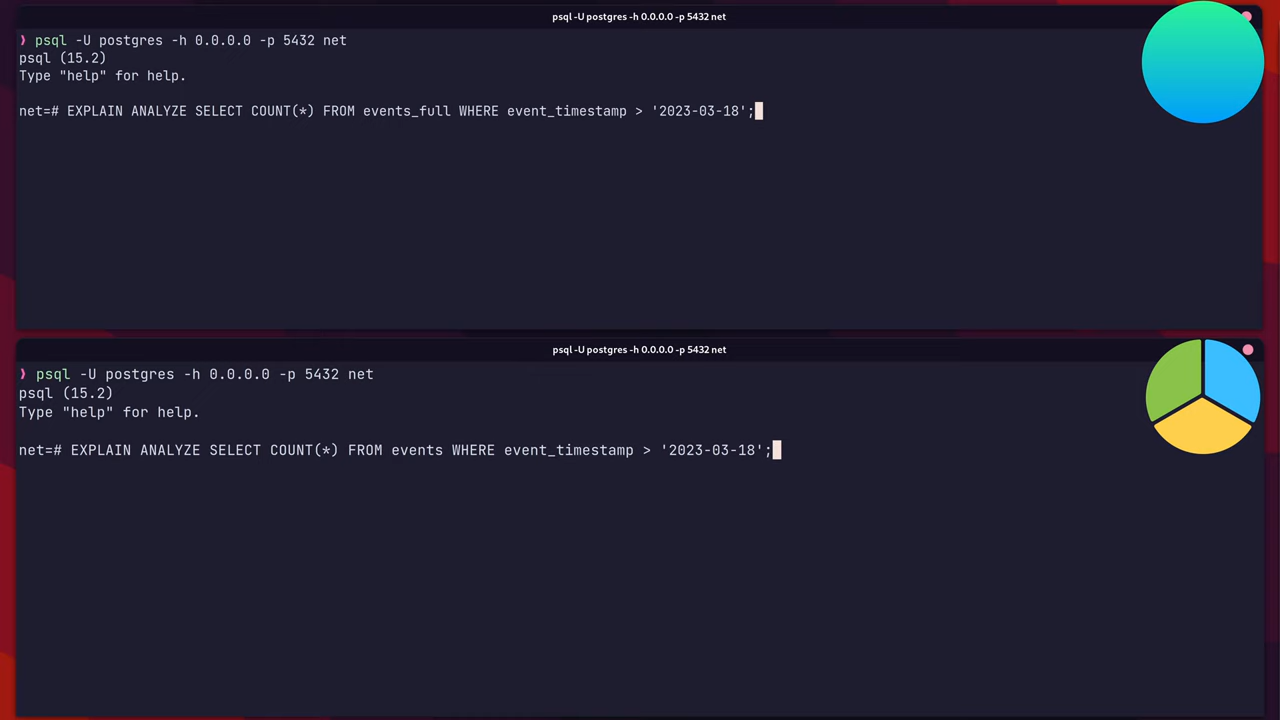 psql -U postgres -h 0.0.0.0 -p 5432 net
❯ psql -U postgres -h 0.0.0.0 -p 5432 net
psql (15.2)
Type "help" for help.
net=# EXPLAIN ANALYZE SELECT COUNT(*) FROM events_full WHERE event_timestamp > '2023-03-18';
psql -U postgres -h 0.0.0.0 -p 5432 net
❯ psql -U postgres -h 0.0.0.0 -p 5432 net
psql (15.2)
Type "help" for help.
net=# EXPLAIN ANALYZE SELECT COUNT(*) FROM events WHERE event_timestamp > '2023-03-18';